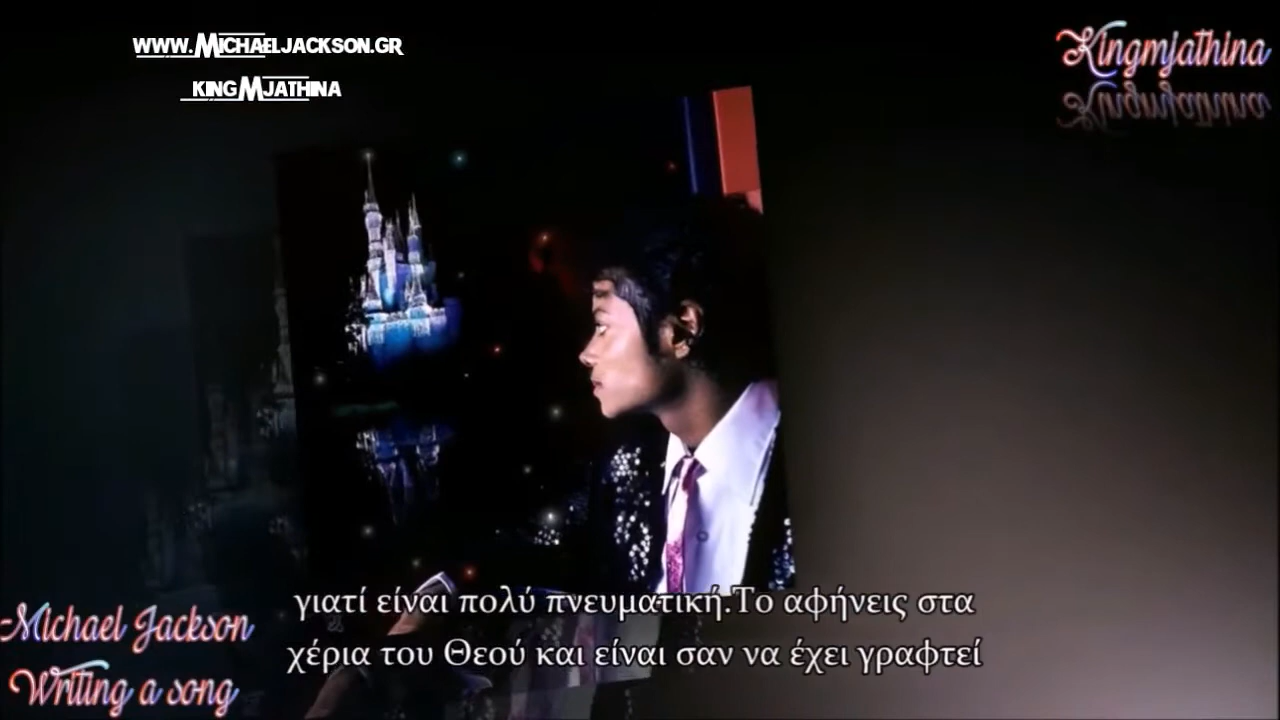 WWW.MICHAELJACKSON.GR
KINGMJATHINA
Kingmjathina
Michael Jackson
Writing a song
γιατί είναι πολύ πνευματική.Το αφήνεις στα
χέρια του Θεού και είναι σαν να έχει γραφτεί